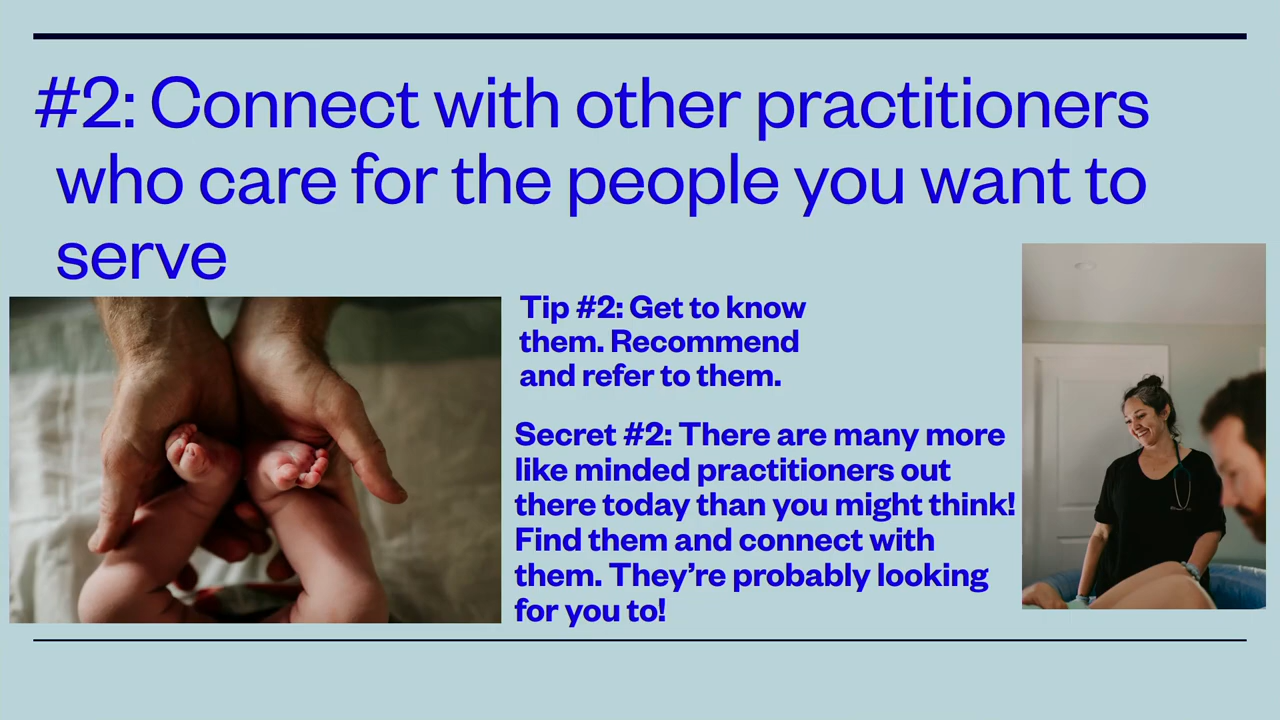 #2: Connect with other practitioners
who care for the people you want to
serve
Tip #2: Get to know
them. Recommend
and refer to them.
Secret #2: There are many more
like minded practitioners out
there today than you might think!
Find them and connect with
them. They’re probably looking
for you to!